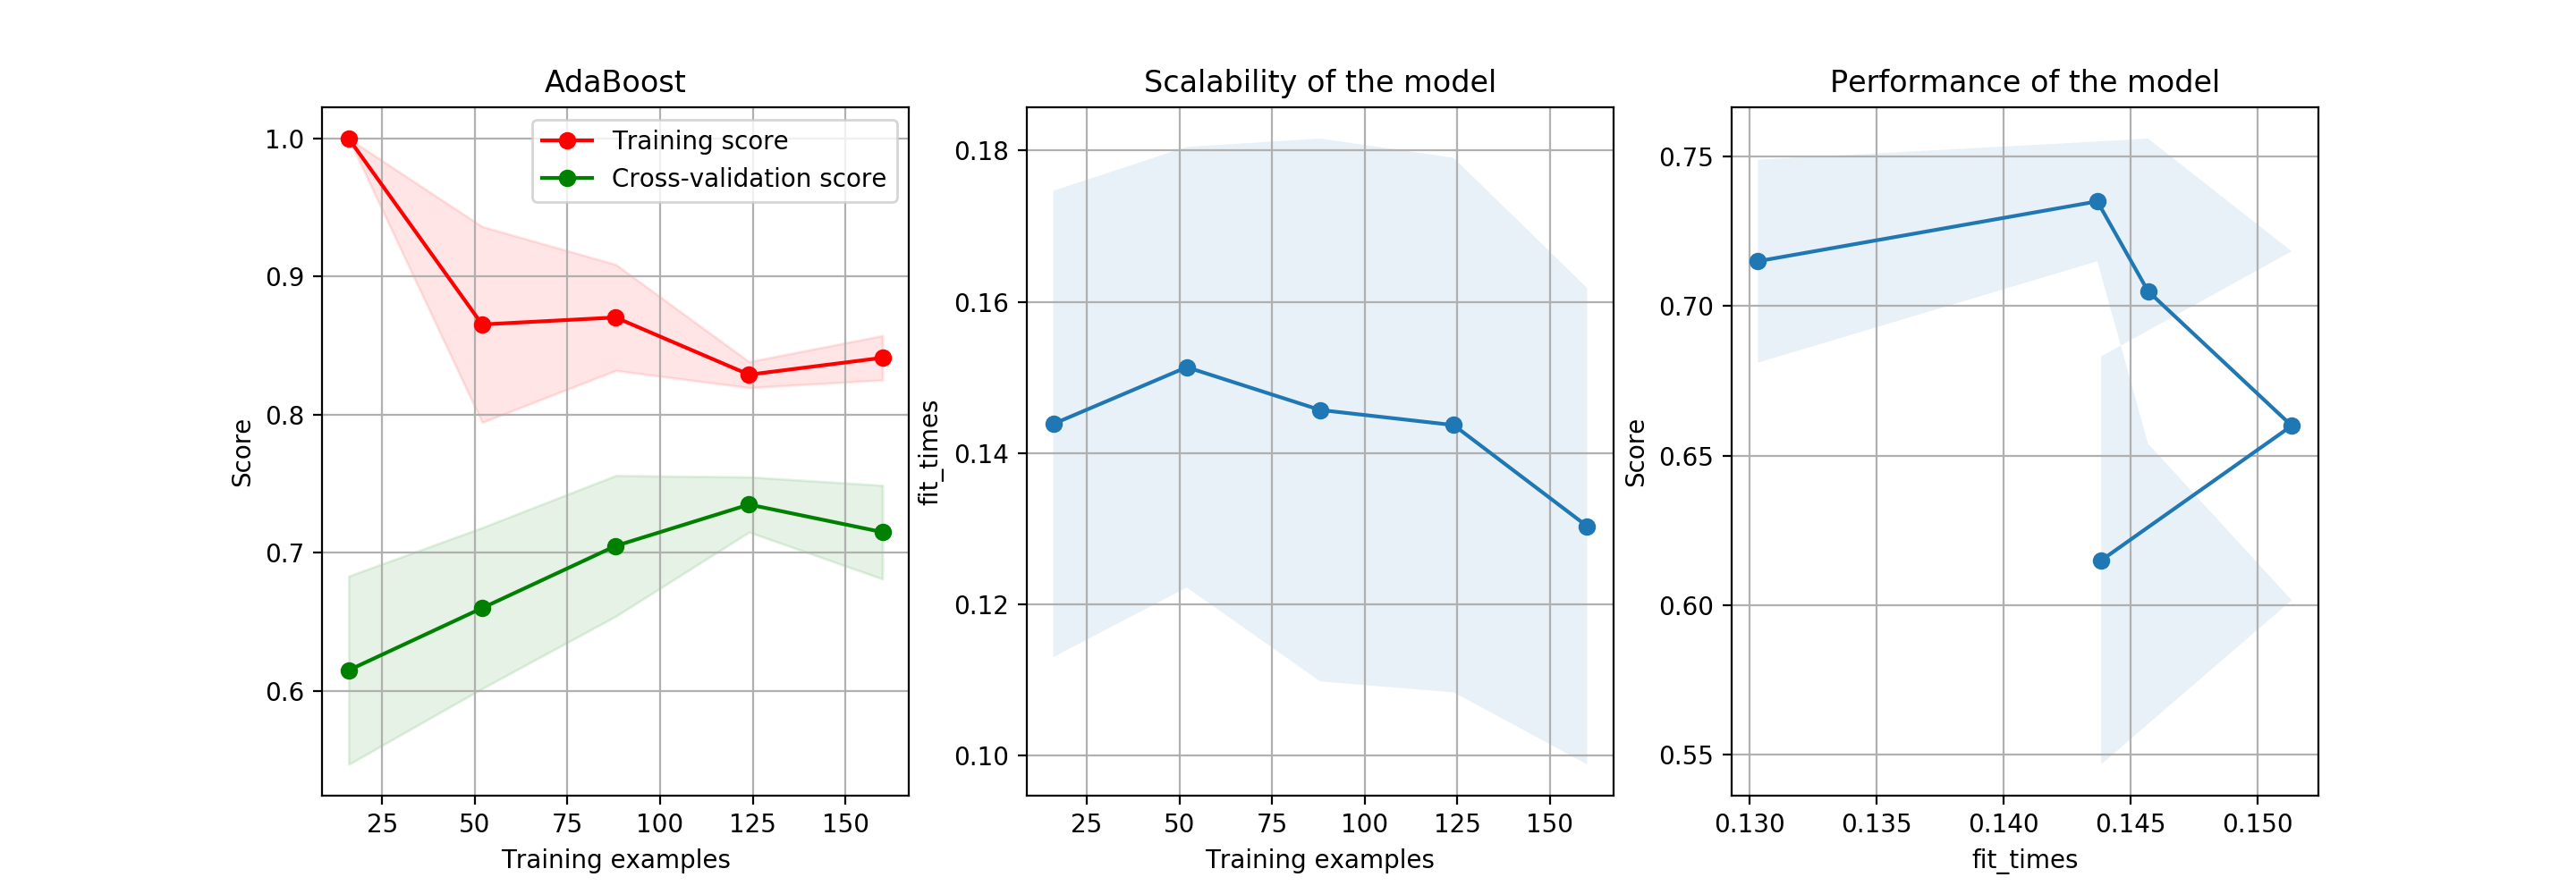 AdaBoost
Training score
Cross-validation score
1.0
0.9
0.8
0.7
0.6
Score
25 50 75 100 125 150
Training examples
Scalability of the model
0.18
0.16
0.14
0.12
0.10
fit_times
25 50 75 100 125 150
Training examples
Performance of the model
0.75
0.70
0.65
0.60
0.55
Score
0.130 0.135 0.140 0.145 0.150
fit_times